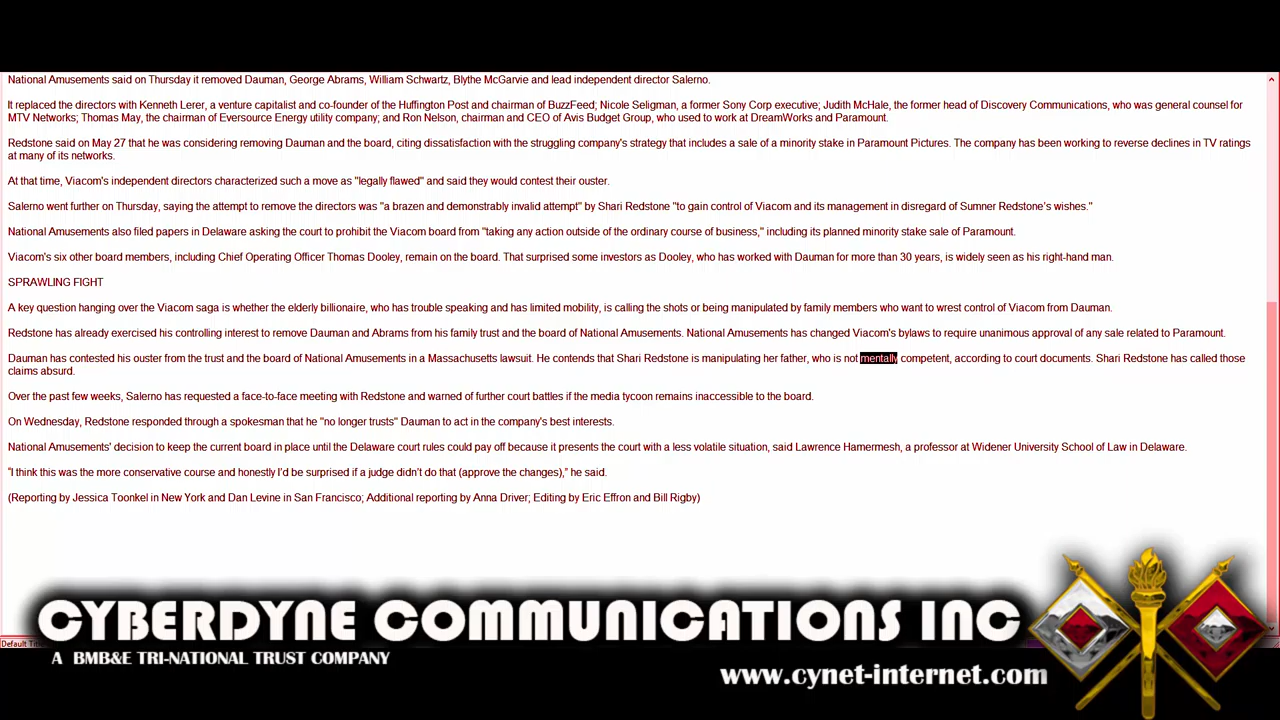 National Amusements said on Thursday it removed Dauman, George Abrams, William Schwartz, Blythe McGarvie and lead independent director Salerno.
It replaced the directors with Kenneth Lerer, a venture capitalist and co-founder of the Huffington Post and chairman of BuzzFeed; Nicole Seligman, a former Sony Corp executive; Judith McHale, the former head of Discovery Communications, who was general counsel for
MTV Networks; Thomas May, the chairman of Eversource Energy utility company; and Ron Nelson, chairman and CEO of Avis Budget Group, who used to work at DreamWorks and Paramount.
Redstone said on May 27 that he was considering removing Dauman and the board, citing dissatisfaction with the struggling company's strategy that includes a sale of a minority stake in Paramount Pictures. The company has been working to reverse declines in TV ratings
at many of its networks.
At that time, Viacom's independent directors characterized such a move as "legally flawed" and said they would contest their ouster.
Salerno went further on Thursday, saying the attempt to remove the directors was "a brazen and demonstrably invalid attempt" by Shari Redstone "to gain control of Viacom and its management in disregard of Sumner Redstone's wishes."
National Amusements also filed papers in Delaware asking the court to prohibit the Viacom board from "taking any action outside of the ordinary course of business," including its planned minority stake sale of Paramount.
Viacom's six other board members, including Chief Operating Officer Thomas Dooley, remain on the board. That surprised some investors as Dooley, who has worked with Dauman for more than 30 years, is widely seen as his right-hand man.
SPRAWLING FIGHT
A key question hanging over the Viacom saga is whether the elderly billionaire, who has trouble speaking and has limited mobility, is calling the shots or being manipulated by family members who want to wrest control of Viacom from Dauman.
Redstone has already exercised his controlling interest to remove Dauman and Abrams from his family trust and the board of National Amusements. National Amusements has changed Viacom's bylaws to require unanimous approval of any sale related to Paramount.
Dauman has contested his ouster from the trust and the board of National Amusements in a Massachusetts lawsuit. He contends that Shari Redstone is manipulating her father, who is not mentally competent, according to court documents. Shari Redstone has called those
claims absurd.
Over the past few weeks, Salerno has requested a face-to-face meeting with Redstone and warned of further court battles if the media tycoon remains inaccessible to the board.
On Wednesday, Redstone responded through a spokesman that he "no longer trusts" Dauman to act in the company's best interests.
National Amusements' decision to keep the current board in place until the Delaware court rules could pay off because it presents the court with a less volatile situation, said Lawrence Hamermesh, a professor at Widener University School of Law in Delaware.
“I think this was the more conservative course and honestly I’d be surprised if a judge didn’t do that (approve the changes),” he said.
(Reporting by Jessica Toonkel in New York and Dan Levine in San Francisco; Additional reporting by Anna Driver; Editing by Eric Effron and Bill Rigby)
CYBERDYNE COMMUNICATIONS INC
Default
A BMB&E TRI-NATIONAL TRUST COMPANY
www.cynet-internet.com